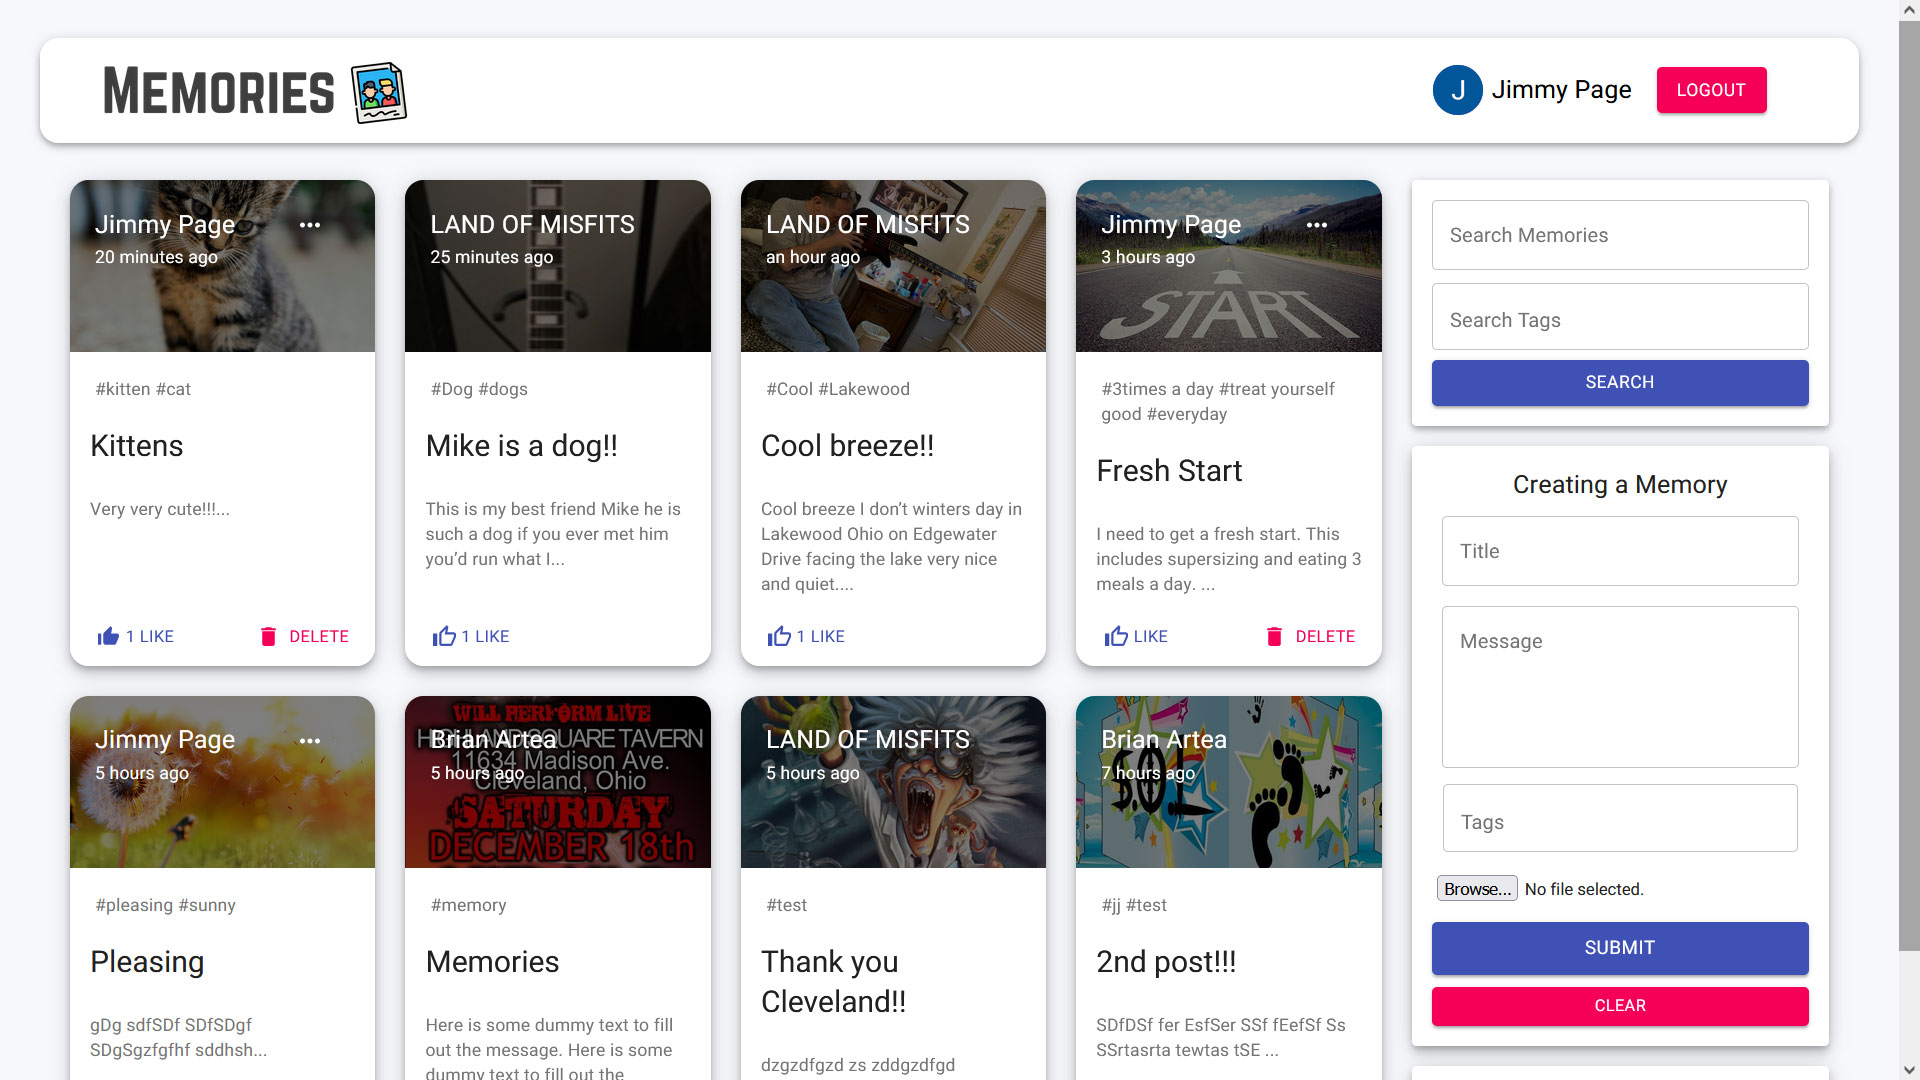 MEMORIES
J Jimmy Page LOGOUT
Jimmy Page
20 minutes ago
#kitten #cat
Kittens
Very very cute!!!...
1 LIKE DELETE
LAND OF MISFITS
25 minutes ago
#Dog #dogs
Mike is a dog!!
This is my best friend Mike he is
such a dog if you ever met him
you’d run what I...
1 LIKE
LAND OF MISFITS
an hour ago
#Cool #Lakewood
Cool breeze!!
Cool breeze I don’t winters day in
Lakewood Ohio on Edgewater
Drive facing the lake very nice
and quiet....
1 LIKE
Jimmy Page
3 hours ago
START
#3times a day #treat yourself
good #everyday
Fresh Start
I need to get a fresh start. This
includes supersizing and eating 3
meals a day. ...
LIKE DELETE
Jimmy Page
5 hours ago
#pleasing #sunny
Pleasing
gDg sdfSDf SDfSDgf
SDgSgzfgfhf sddhsh...
WILL PERFORM LIVE
HIGHLAND SQUARE TAVERN
Brian Artea
11634 Madison Ave.
5 hours ago
Cleveland, Ohio
SATURDAY
DECEMBER 18th
#memory
Memories
Here is some dummy text to fill
out the message. Here is some
dummy text to fill out the
LAND OF MISFITS
5 hours ago
#test
Thank you
Cleveland!!
dzgzdfgzd zs zddgzdfgd
Brian Artea
7 hours ago
SOL
#jj #test
2nd post!!!
SDfDSf fer EsfSer SSf fEefSf Ss
SSrtasrta tewtas tSE ...
Search Memories
Search Tags
SEARCH
Creating a Memory
Title
Message
Tags
Browse... No file selected.
SUBMIT
CLEAR